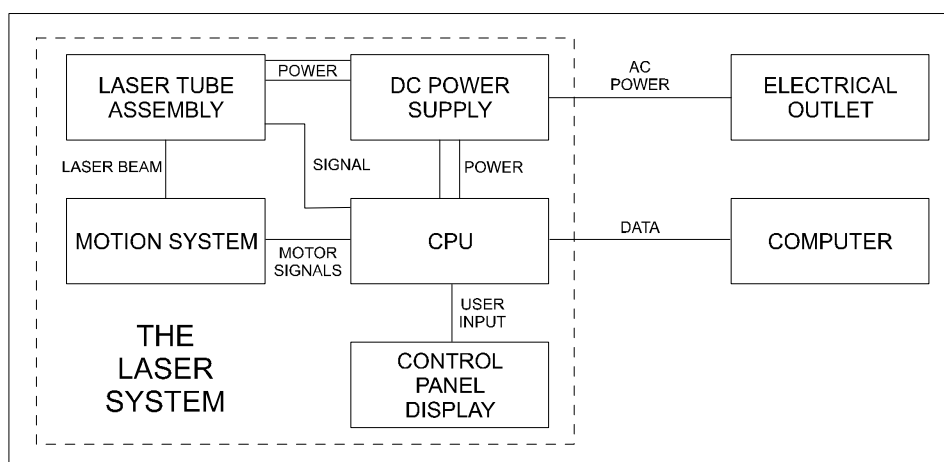 LASER TUBE
ASSEMBLY
POWER
DC POWER
SUPPLY
AC
POWER
ELECTRICAL
OUTLET
LASER BEAM
SIGNAL
POWER
MOTION SYSTEM
MOTOR
SIGNALS
CPU
DATA
COMPUTER
USER
INPUT
THE
LASER
SYSTEM
CONTROL
PANEL
DISPLAY